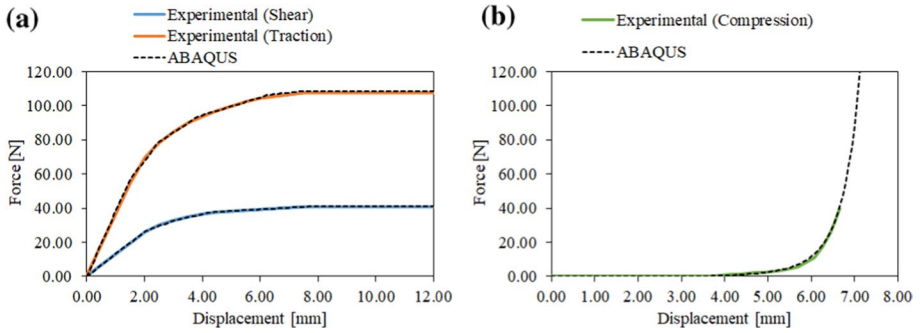 (a)
Experimental (Shear)
Experimental (Traction)
ABAQUS
120.00
100.00
80.00
60.00
40.00
20.00
0.00
Force [N]
0.00 2.00 4.00 6.00 8.00 10.00 12.00
Displacement [mm]
(b)
Experimental (Compression)
ABAQUS
120.00
100.00
80.00
60.00
40.00
20.00
0.00
Force [N]
0.00 1.00 2.00 3.00 4.00 5.00 6.00 7.00 8.00
Displacement [mm]